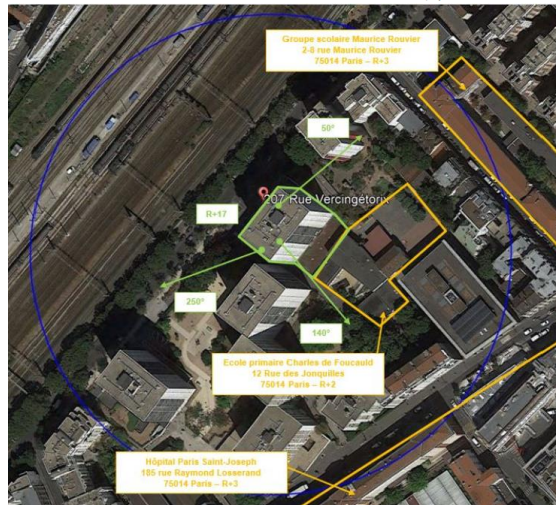 Groupe scolaire Maurice Rouvier
2-8 rue Maurice Rouvier
75014 Paris – R+3
50°
207 Rue Vercingétorix
R+17
250°
140°
Ecole primaire Charles de Foucauld
12 Rue des Jonquilles
75014 Paris – R+2
Hôpital Paris Saint-Joseph
185 rue Raymond Losserand
75014 Paris – R+3